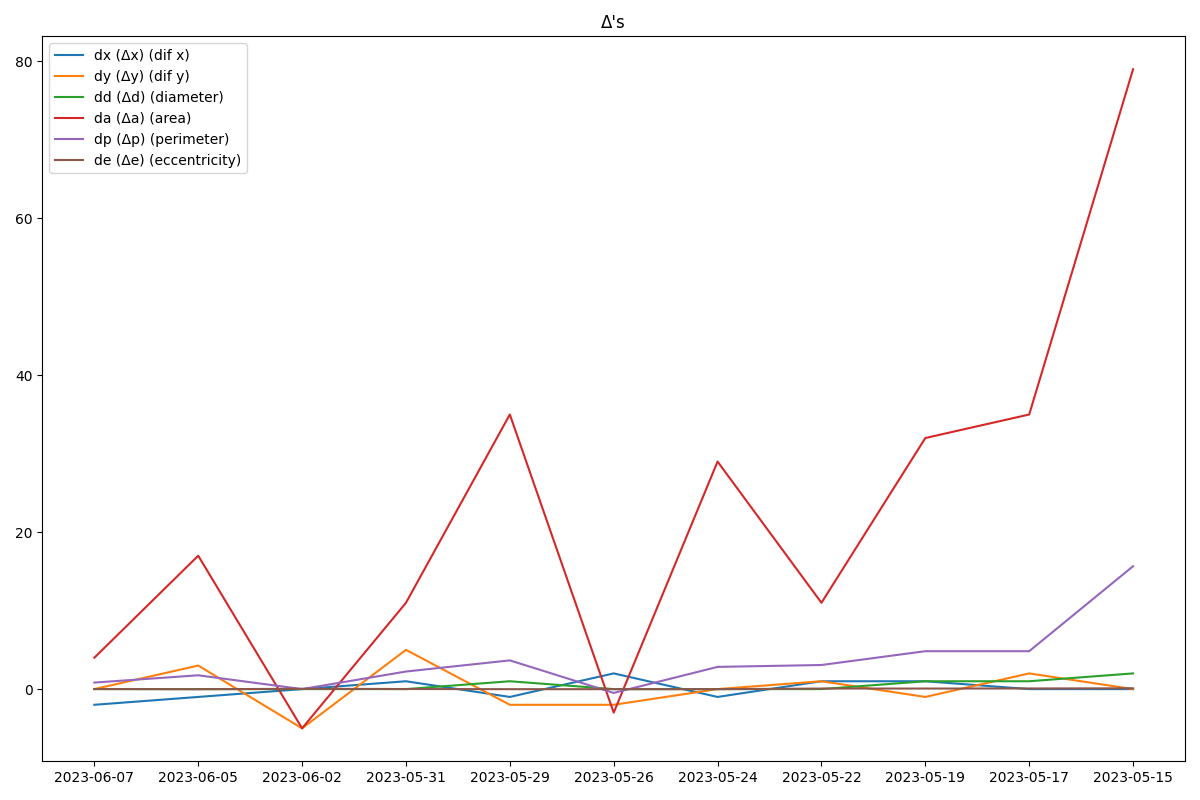 Δ's
dx (Δx) (dif x)
dy (Δy) (dif y)
dd (Δd) (diameter)
da (Δa) (area)
dp (Δp) (perimeter)
de (Δe) (eccentricity)
80
60
40
20
0
2023-06-07 2023-06-05 2023-06-02 2023-05-31 2023-05-29 2023-05-26 2023-05-24 2023-05-22 2023-05-19 2023-05-17 2023-05-15